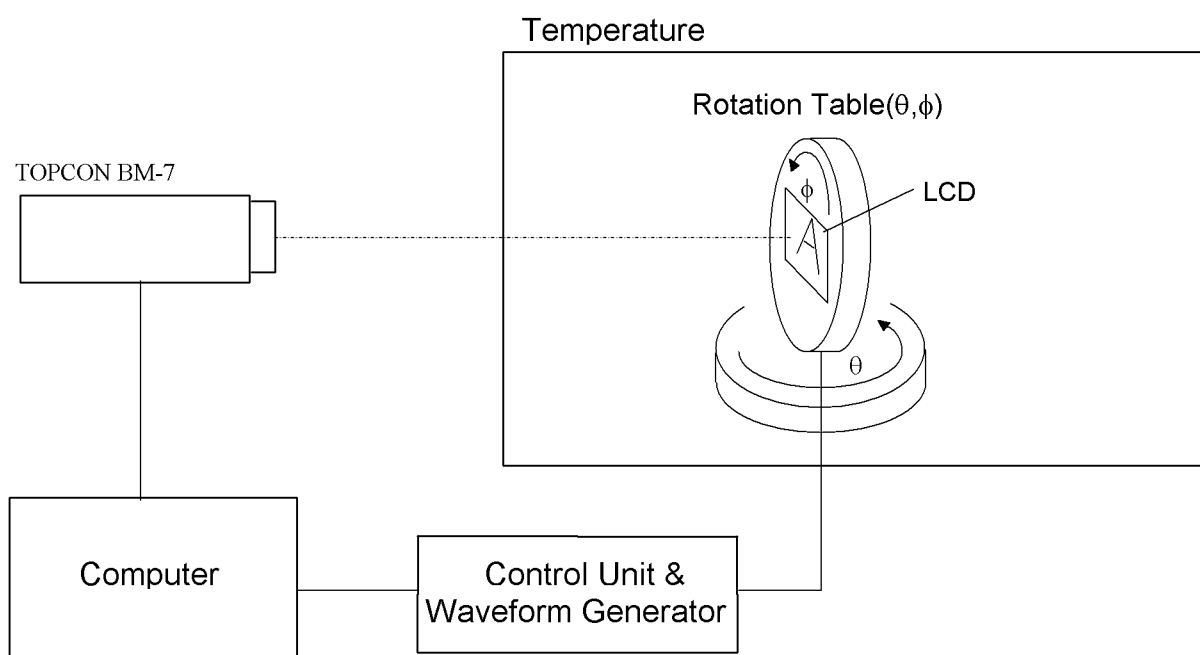 Temperature
Rotation Table(θ,ϕ)
TOPCON BM-7
ϕ
LCD
A
θ
Computer
Control Unit &
Waveform Generator